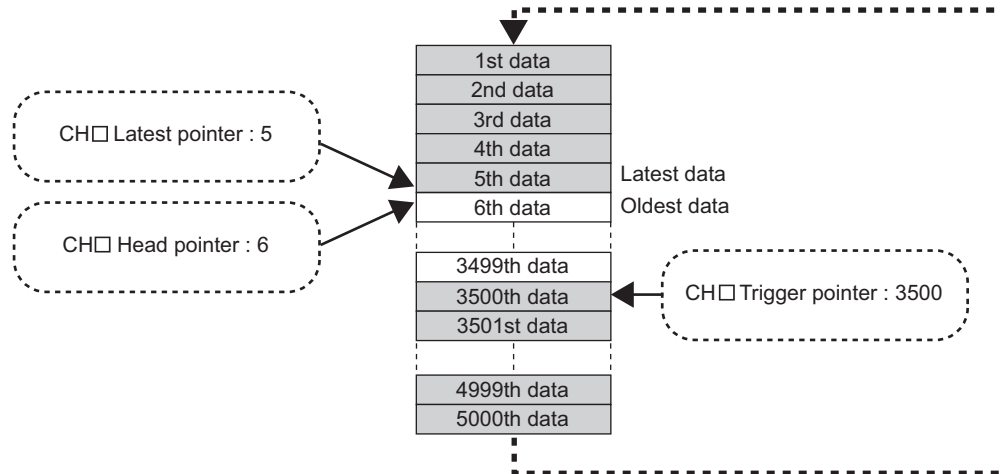 1st data
2nd data
3rd data
4th data
5th data
6th data
Latest data
Oldest data
CH□ Latest pointer : 5
CH□ Head pointer : 6
3499th data
3500th data
3501st data
CH□ Trigger pointer : 3500
4999th data
5000th data